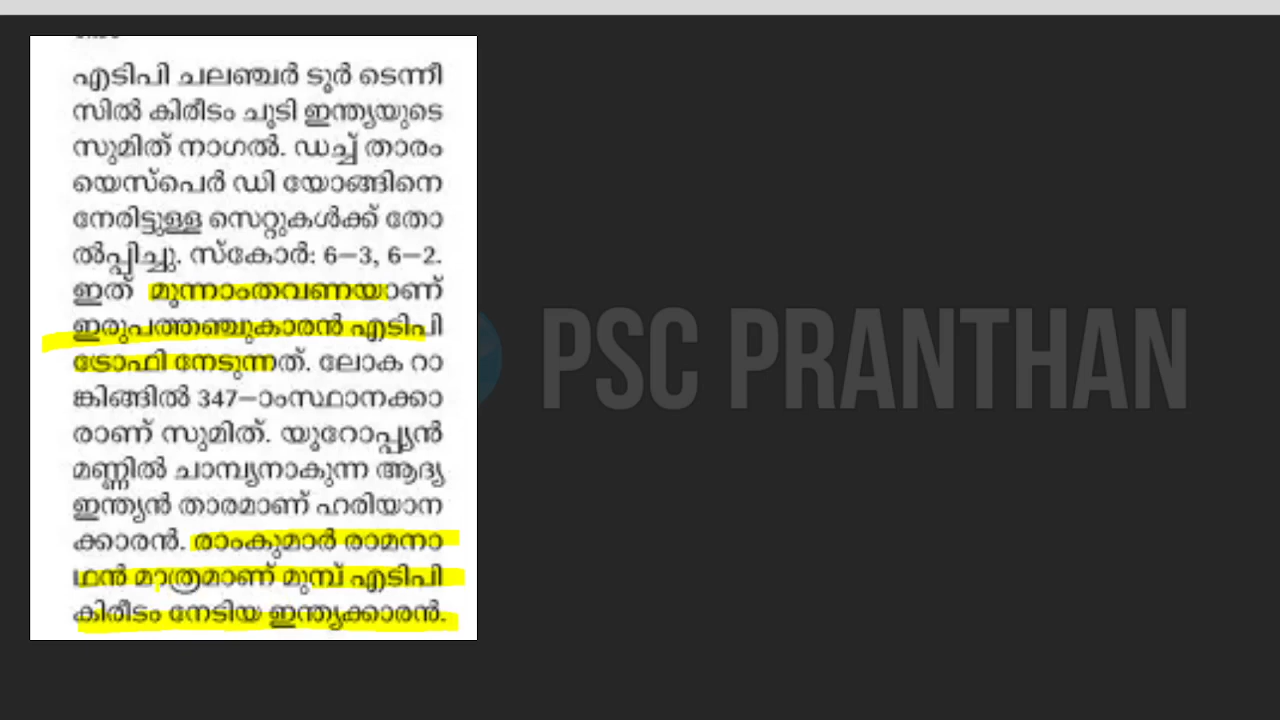 എടിപി ചലഞ്ചർ ടൂർ ടെന്നീ
സിൽ കിരീടം ചൂടി ഇന്ത്യയുടെ
സുമിത് നാഗൽ. ഡച്ച് താരം
യെസ്പെർ ഡി യോങ്ങിനെ
നേരിട്ടുള്ള സെറ്റുകൾക്ക് തോ
ൽപ്പിച്ചു. സ്കോർ: 6–3, 6–2.
ഇത് മൂന്നാംതവണയാണ്
ഇരുപത്തഞ്ചുകാരൻ എടിപി
ട്രോഫി നേടുന്നത്. ലോക റാ
ങ്കിങ്ങിൽ 347–ാംസ്ഥാനക്കാ
രാണ് സുമിത്. യൂറോപ്യൻ
മണ്ണിൽ ചാമ്പ്യനാകുന്ന ആദ്യ
ഇന്ത്യൻ താരമാണ് ഹരിയാന
ക്കാരൻ. രാംകുമാർ രാമനാ
ഥൻ മാത്രമാണ് മുമ്പ് എടിപി
കിരീടം നേടിയ ഇന്ത്യക്കാരൻ.
PSC PRANTHAN